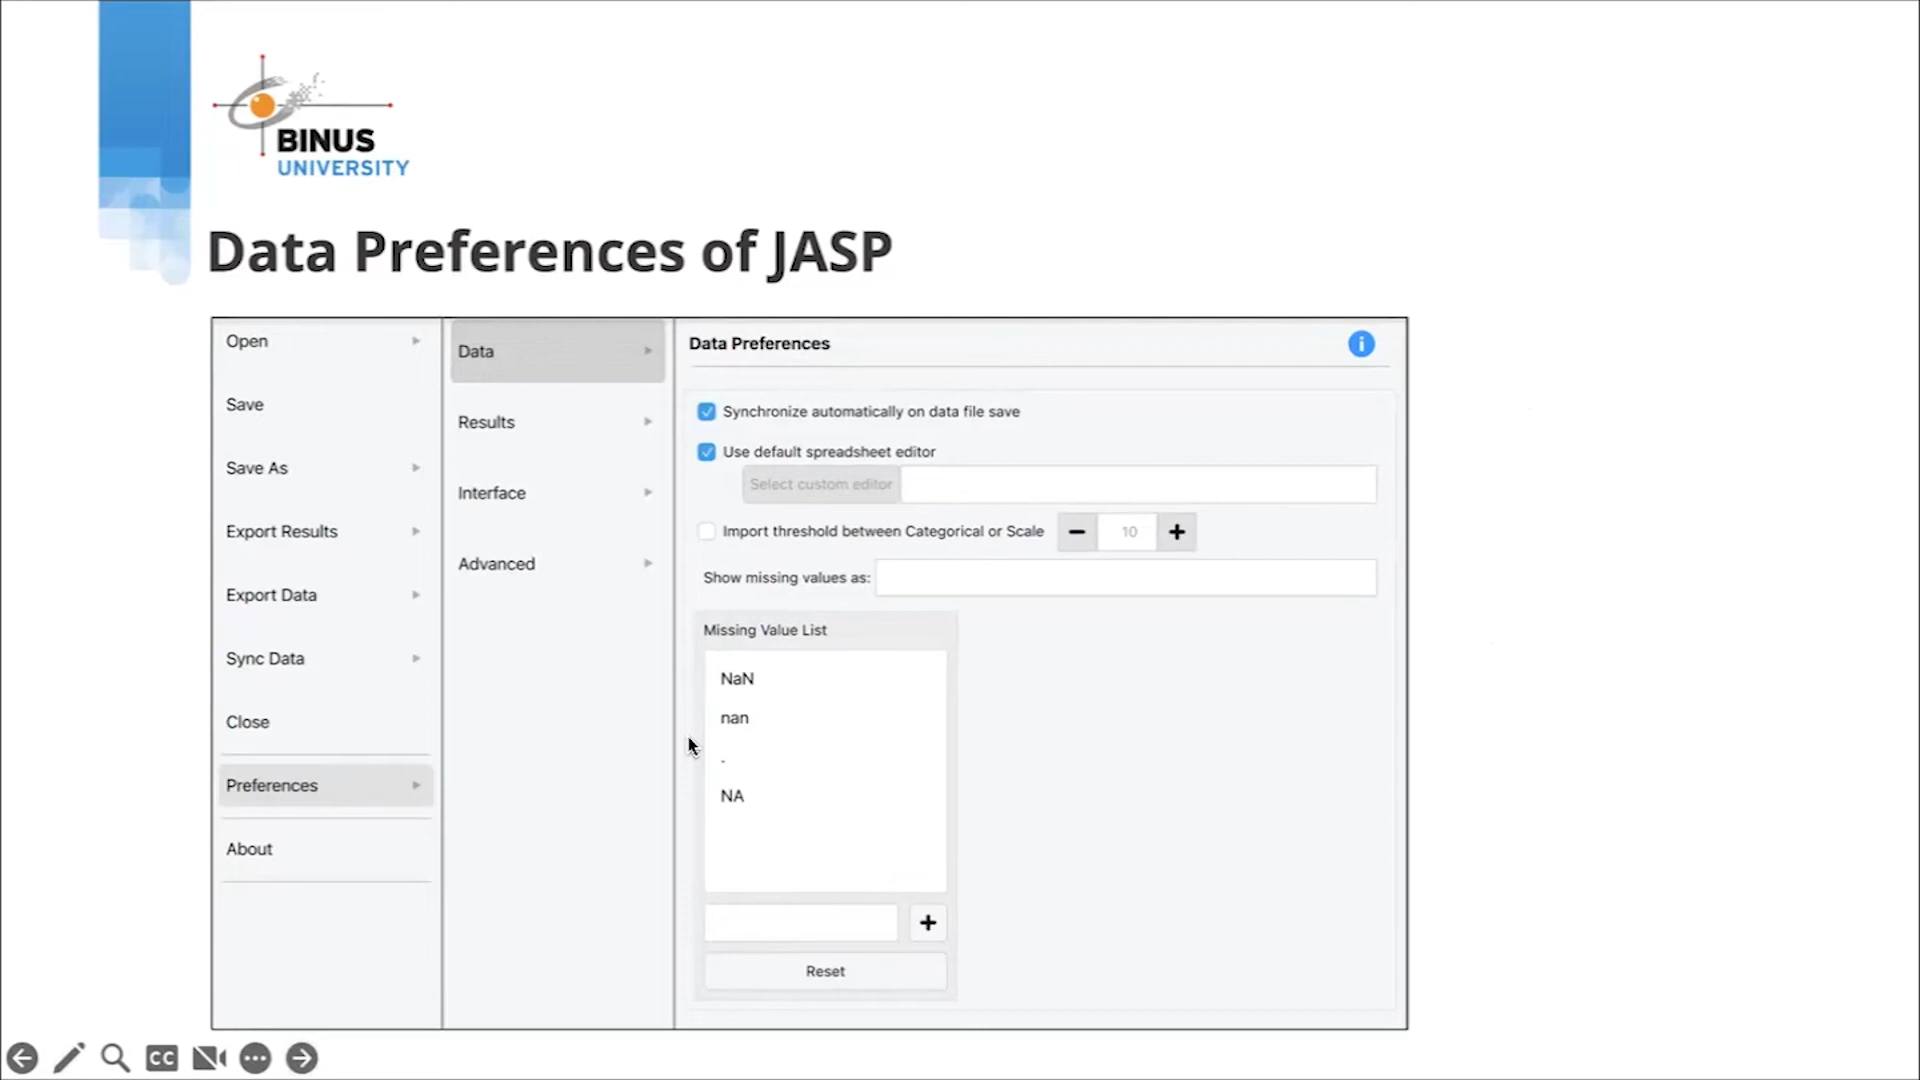 BINUS
UNIVERSITY
Data Preferences of JASP
Open
Save
Save As
Export Results
Export Data
Sync Data
Close
Preferences
About
Data
Results
Interface
Advanced
Data Preferences
i
Synchronize automatically on data file save
Use default spreadsheet editor
Select custom editor
Import threshold between Categorical or Scale
10
Show missing values as:
Missing Value List
NaN
nan
.
NA
Reset
CC